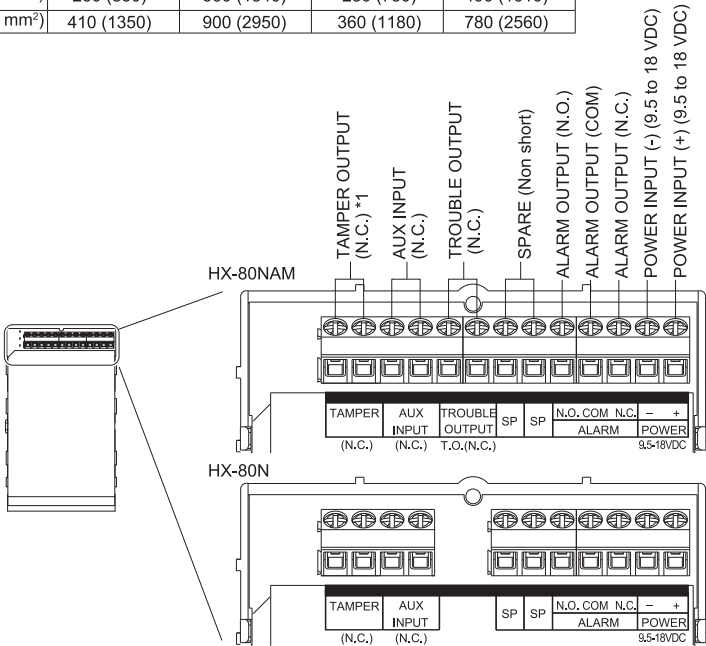 mm²) 410 (1350) 900 (2950) 360 (1180) 780 (2560)
TAMPER OUTPUT
(N.C.) *1
AUX INPUT
(N.C.)
TROUBLE OUTPUT
(N.C.)
SPARE (Non short)
ALARM OUTPUT (N.O.)
ALARM OUTPUT (COM)
ALARM OUTPUT (N.C.)
POWER INPUT (-) (9.5 to 18 VDC)
POWER INPUT (+) (9.5 to 18 VDC)
HX-80NAM
TAMPER AUX TROUBLE SP SP N.O. COM N.C. − +
INPUT OUTPUT ALARM POWER
(N.C.) (N.C.) T.O.(N.C.) 9.5-18VDC
HX-80N
TAMPER AUX SP SP N.O. COM N.C. − +
INPUT ALARM POWER
(N.C.) (N.C.) 9.5-18VDC